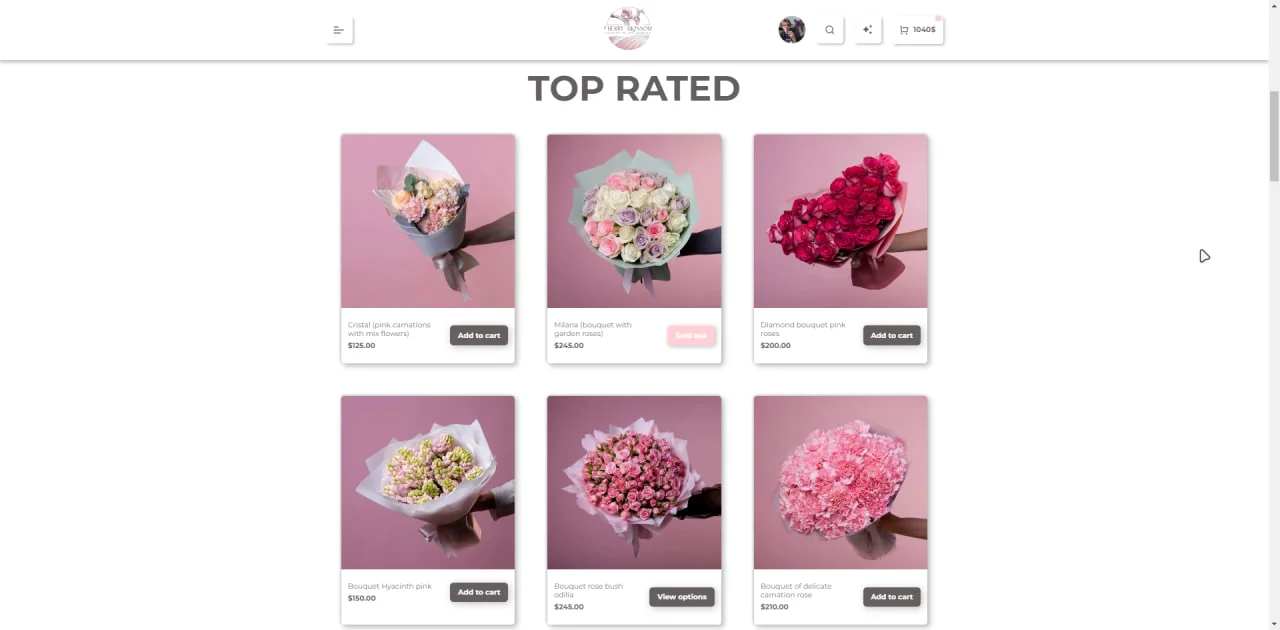 CHERRY BLOSSOM
1040$
TOP RATED
Cristal (pink carnations
with mix flowers)
$125.00
Add to cart
Milana (bouquet with
garden roses)
$245.00
Sold out
Diamond bouquet pink
roses
$200.00
Add to cart
Bouquet Hyacinth pink
$150.00
Add to cart
Bouquet rose bush
odilia
$245.00
View options
Bouquet of delicate
carnation rose
$210.00
Add to cart